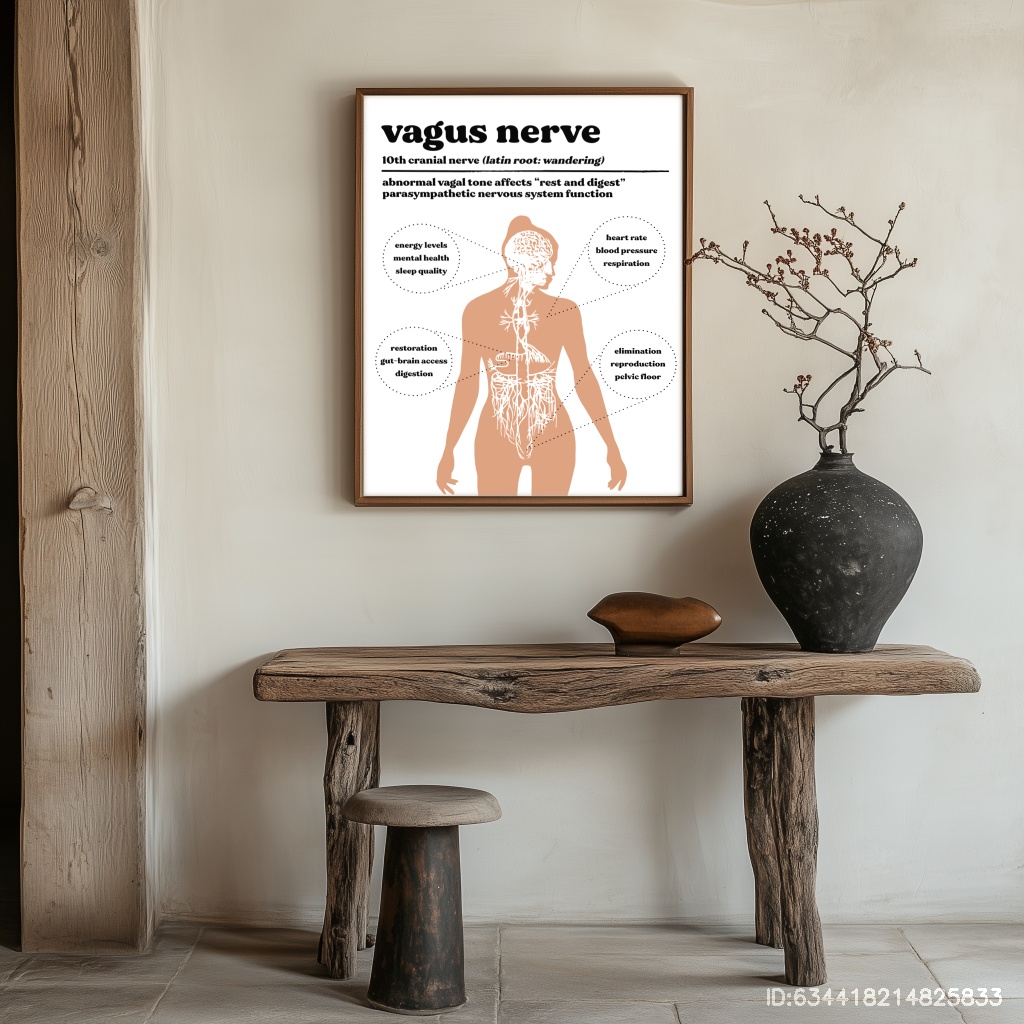 vagus nerve
10th cranial nerve (latin root: wandering)
abnormal vagal tone affects “rest and digest”
parasympathetic nervous system function
energy levels
mental health
sleep quality
heart rate
blood pressure
respiration
restoration
gut-brain access
digestion
elimination
reproduction
pelvic floor
ID:634418214825833